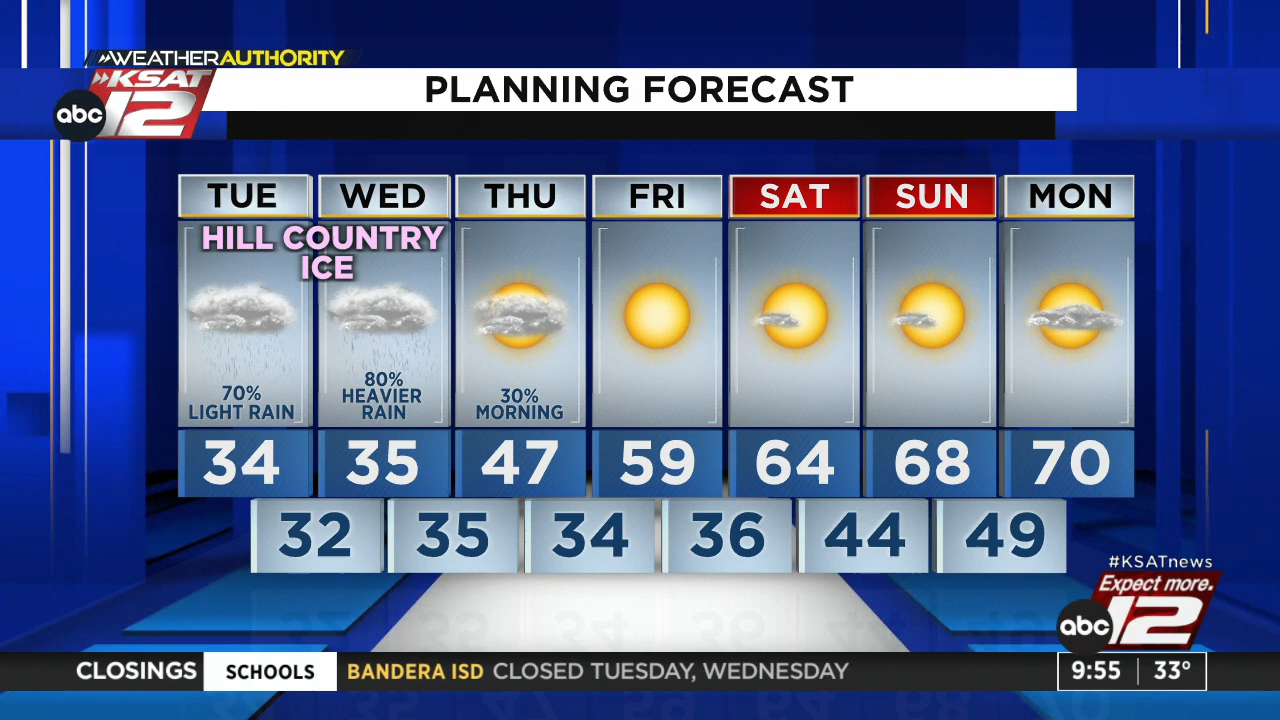 WEATHERAUTHORITY
KSAT
abc 12
PLANNING FORECAST
TUE WED THU FRI SAT SUN MON
HILL COUNTRY
ICE
70%
LIGHT RAIN
80%
HEAVIER
RAIN
30%
MORNING
34 35 47 59 64 68 70
32 35 34 36 44 49
#KSATnews
Expect more.
abc 12
CLOSINGS SCHOOLS BANDERA ISD CLOSED TUESDAY, WEDNESDAY 9:55 33°